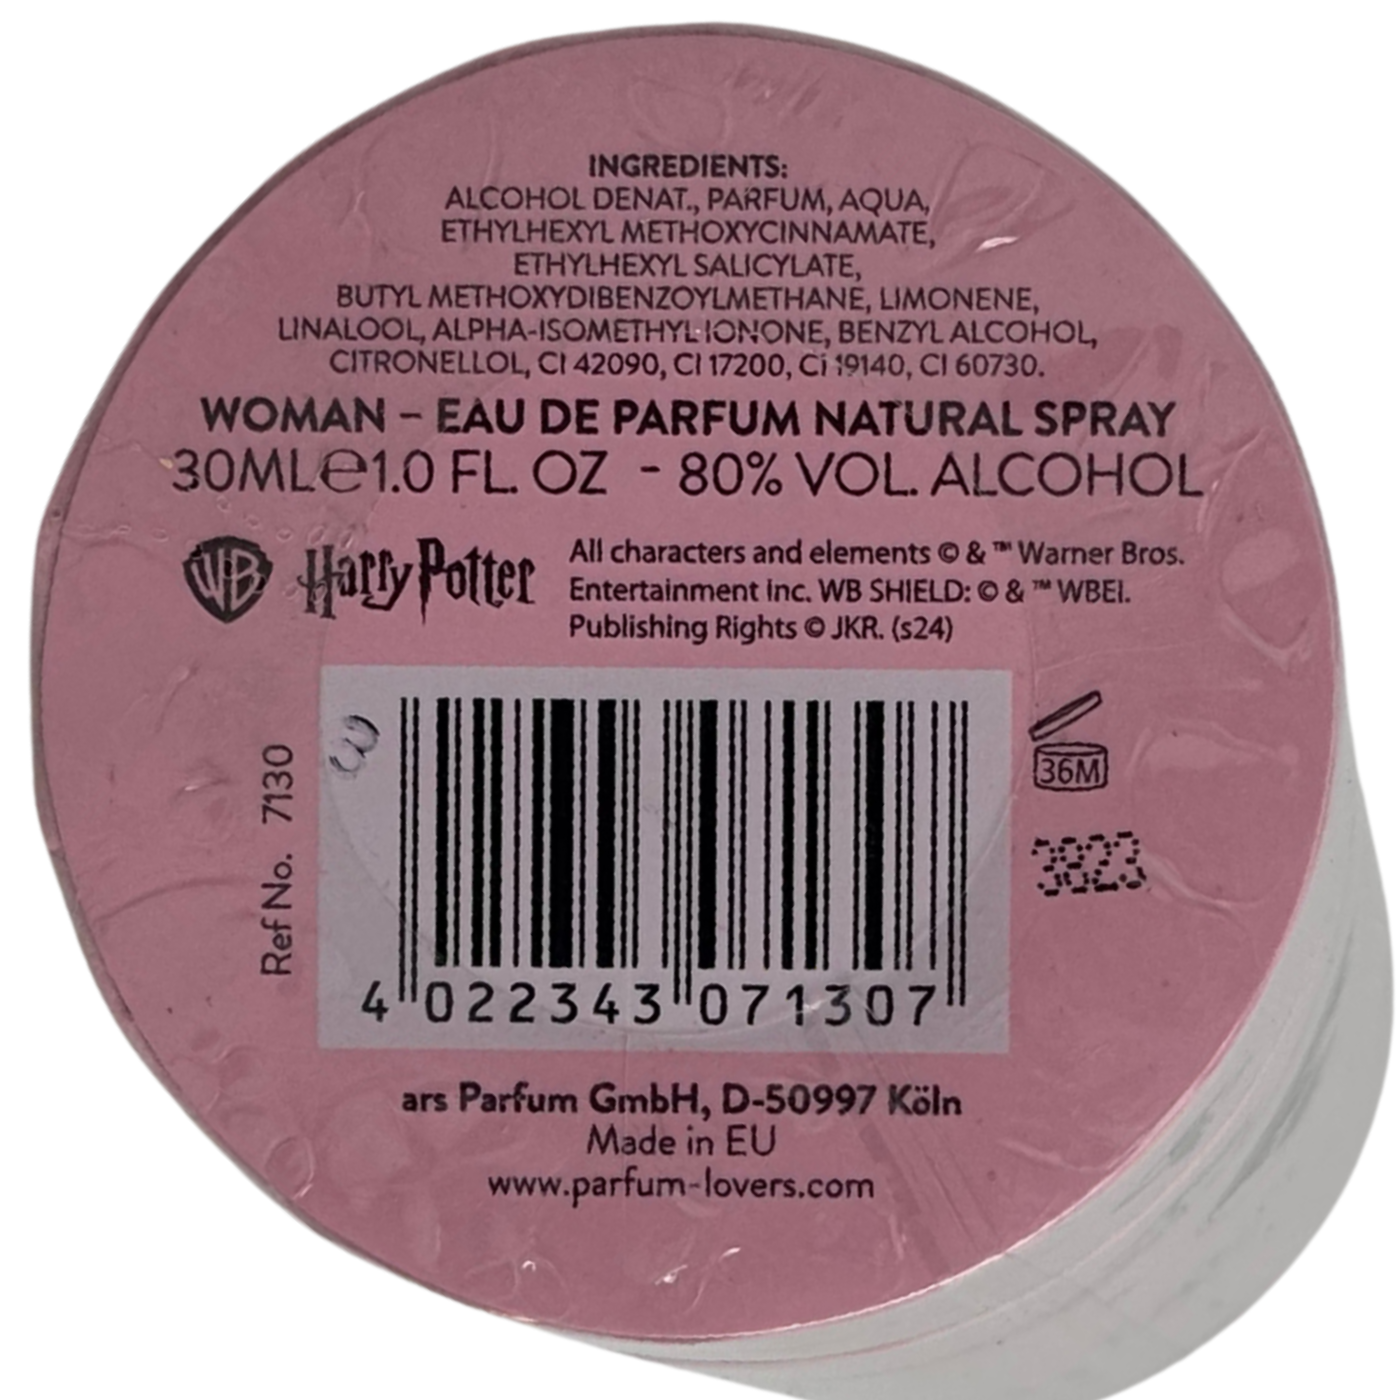 INGREDIENTS:
ALCOHOL DENAT., PARFUM, AQUA,
ETHYLHEXYL METHOXYCINNAMATE,
ETHYLHEXYL SALICYLATE,
BUTYL METHOXYDIBENZOYLMETHANE, LIMONENE,
LINALOOL, ALPHA-ISOMETHYL IONONE, BENZYL ALCOHOL,
CITRONELLOL, CI 42090, CI 17200, CI 19140, CI 60730.
WOMAN – EAU DE PARFUM NATURAL SPRAY
30ML℮1.0 FL. OZ - 80% VOL. ALCOHOL
WB Harry Potter
All characters and elements © & ™ Warner Bros.
Entertainment Inc. WB SHIELD: © & ™ WBEI.
Publishing Rights © JKR. (s24)
Ref No. 7130
3
36M
3823
4 022343 071307
ars Parfum GmbH, D-50997 Köln
Made in EU
www.parfum-lovers.com